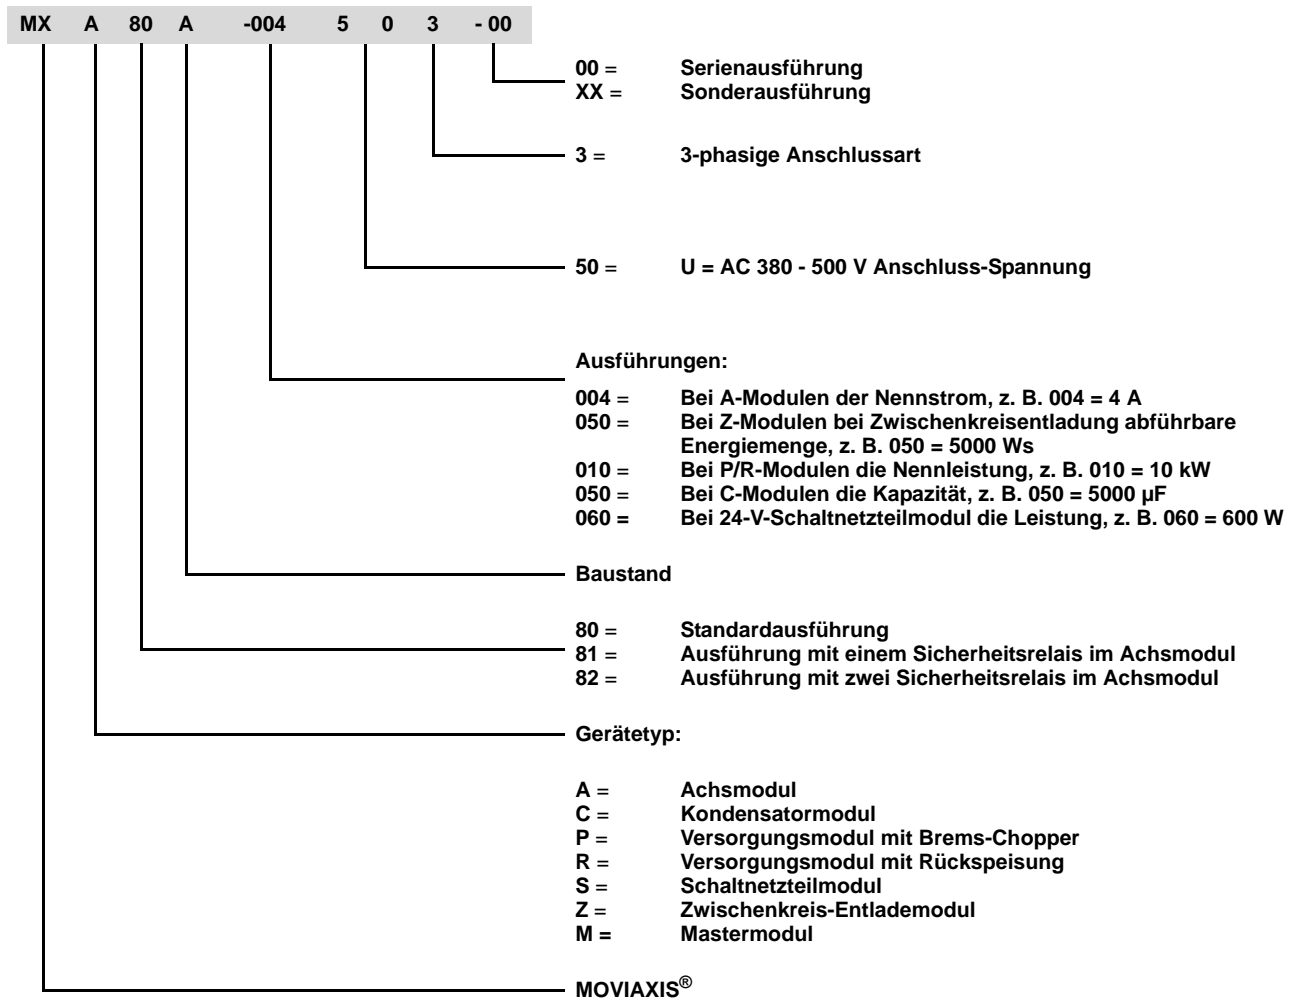 MX A 80 A -004 5 0 3 - 00
00 = Serienausführung
XX = Sonderausführung
3 = 3-phasige Anschlussart
50 = U = AC 380 - 500 V Anschluss-Spannung
Ausführungen:
004 = Bei A-Modulen der Nennstrom, z. B. 004 = 4 A
050 = Bei Z-Modulen bei Zwischenkreisentladung abführbare
Energiemenge, z. B. 050 = 5000 Ws
010 = Bei P/R-Modulen die Nennleistung, z. B. 010 = 10 kW
050 = Bei C-Modulen die Kapazität, z. B. 050 = 5000 µF
060 = Bei 24-V-Schaltnetzteilmodul die Leistung, z. B. 060 = 600 W
Baustand
80 = Standardausführung
81 = Ausführung mit einem Sicherheitsrelais im Achsmodul
82 = Ausführung mit zwei Sicherheitsrelais im Achsmodul
Gerätetyp:
A = Achsmodul
C = Kondensatormodul
P = Versorgungsmodul mit Brems-Chopper
R = Versorgungsmodul mit Rückspeisung
S = Schaltnetzteilmodul
Z = Zwischenkreis-Entlademodul
M = Mastermodul
MOVIAXIS®